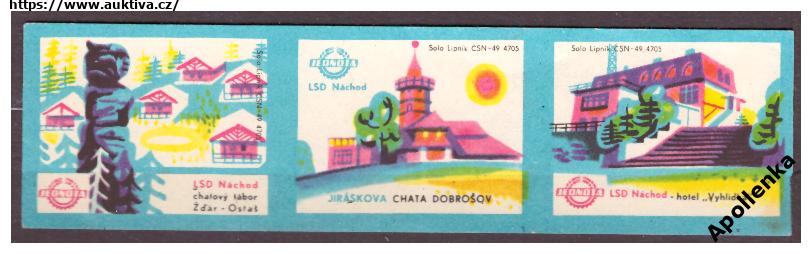 https://www.auktiva.cz/
Solo Lipník ČSN-49 4705
JEDNOTA
LSD Náchod
chatový tábor
Žďár - Ostaš
JEDNOTA
Solo Lipník ČSN-49 4705
LSD Náchod
JIRÁSKOVA CHATA DOBROŠOV
Solo Lipník ČSN-49 4705
JEDNOTA
LSD Náchod - hotel „Vyhlíd
Apollenka